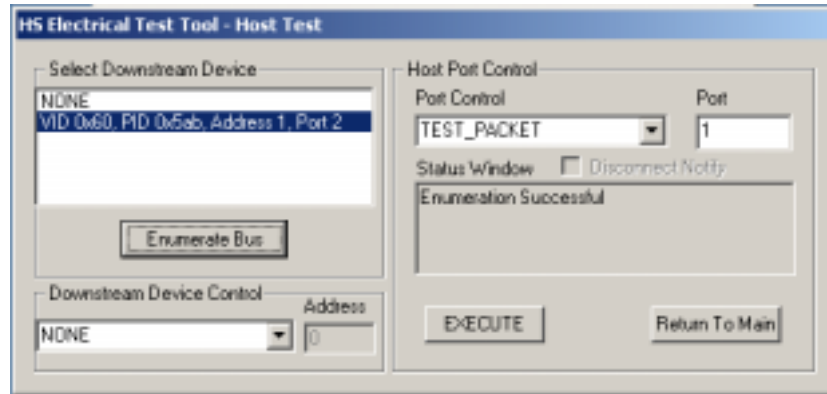 HS Electrical Test Tool - Host Test
Select Downstream Device
NONE
VID 0x60, PID 0x5ab, Address 1, Port 2
Enumerate Bus
Downstream Device Control
Address
NONE
0
Host Port Control
Port Control
Port
TEST_PACKET
1
Status Window
Disconnect Notify
Enumeration Successful
EXECUTE
Return To Main